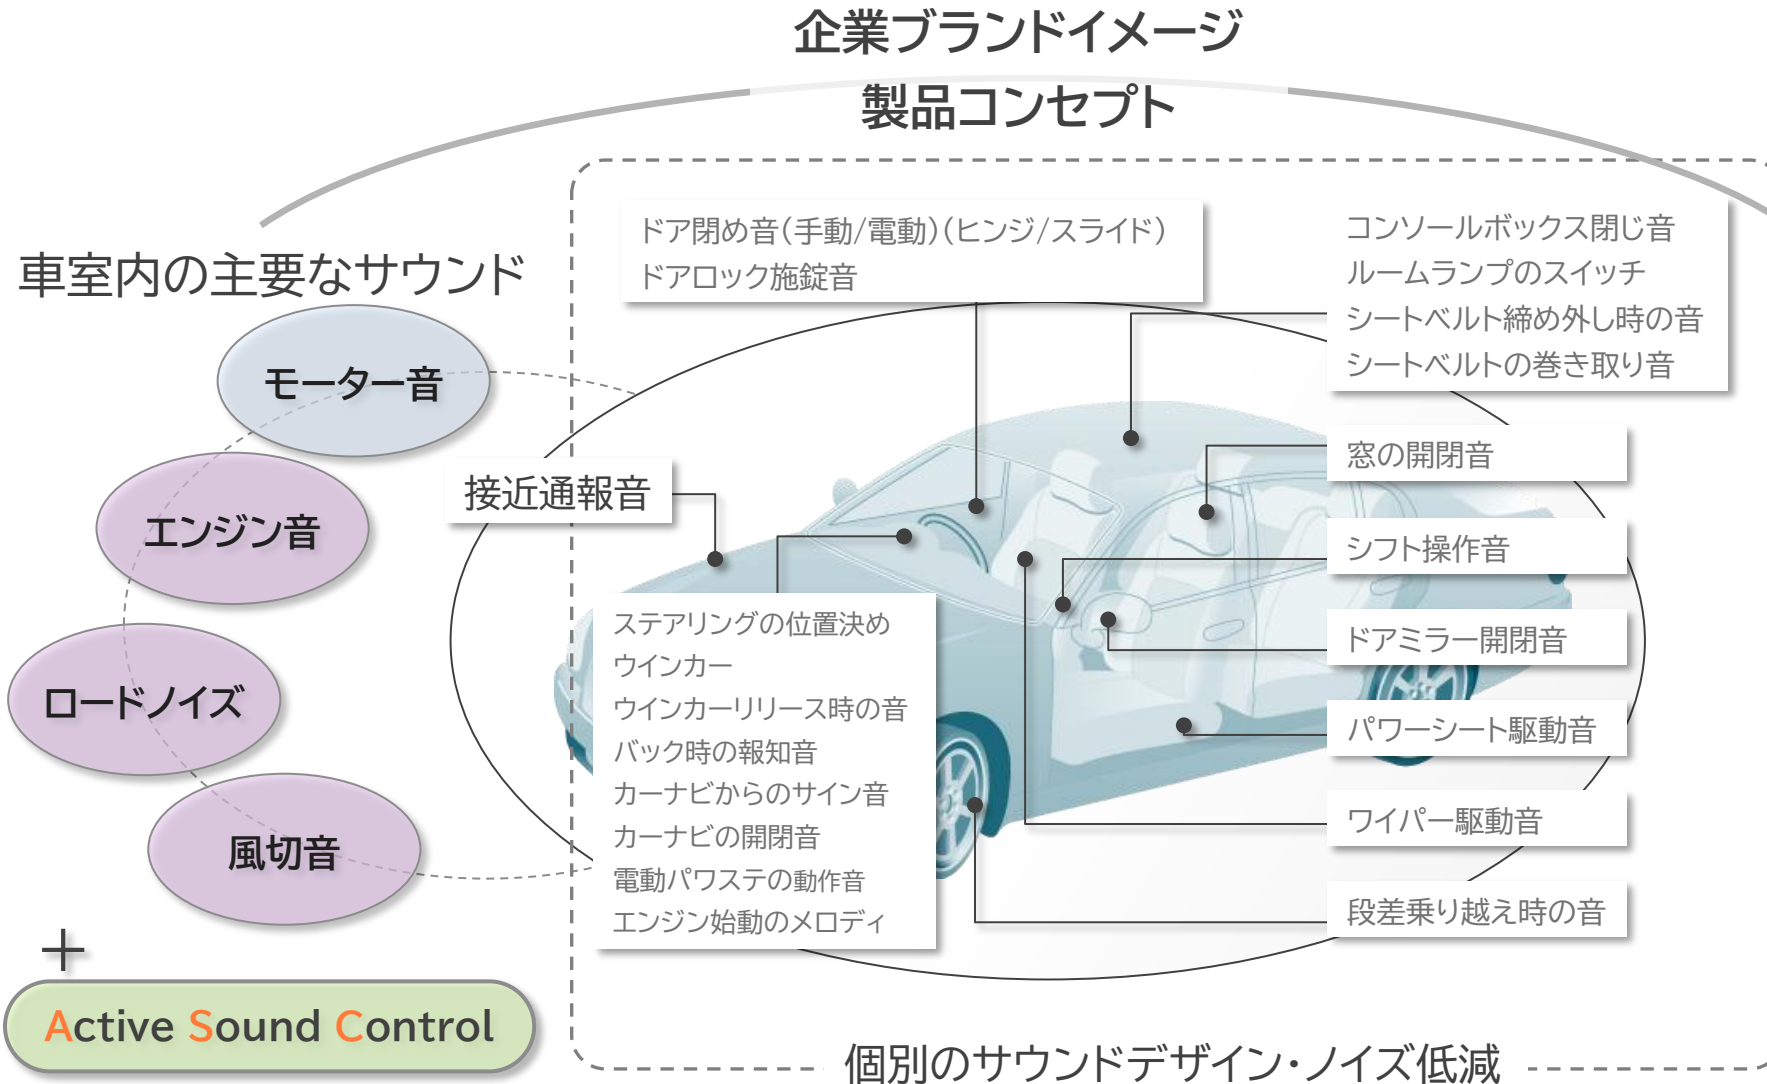 企業ブランドイメージ
製品コンセプト
車室内の主要なサウンド
モーター音
エンジン音
ロードノイズ
風切音
+
Active Sound Control
ドア閉め音(手動/電動)(ヒンジ/スライド)
ドアロック施錠音
コンソールボックス閉じ音
ルームランプのスイッチ
シートベルト締め外し時の音
シートベルトの巻き取り音
接近通報音
窓の開閉音
シフト操作音
ドアミラー開閉音
パワーシート駆動音
ワイパー駆動音
段差乗り越え時の音
ステアリングの位置決め
ウインカー
ウインカーリリース時の音
バック時の報知音
カーナビからのサイン音
カーナビの開閉音
電動パワステの動作音
エンジン始動のメロディ
個別のサウンドデザイン・ノイズ低減